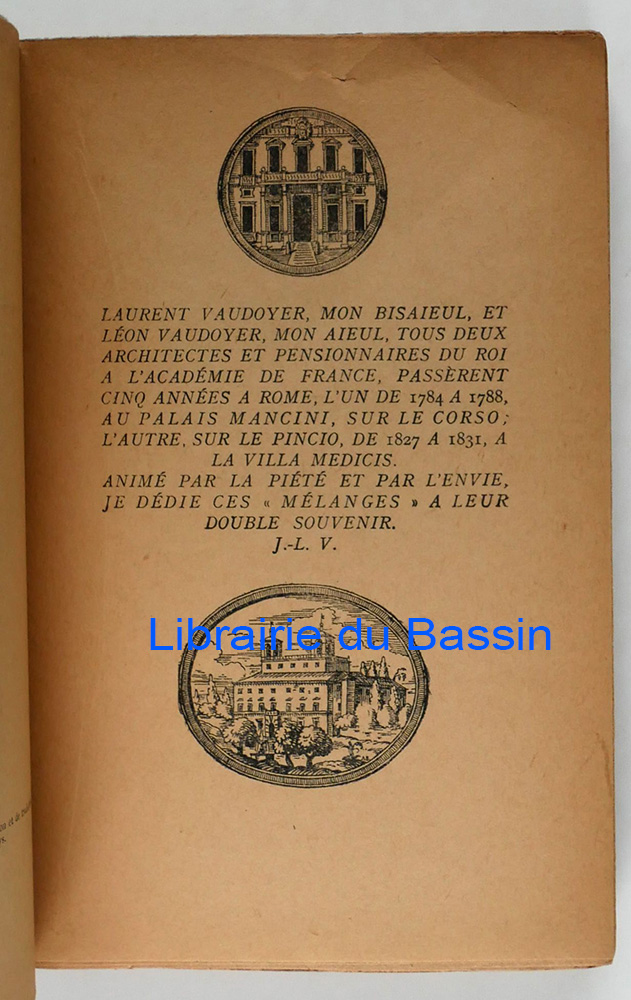 LAURENT VAUDOYER, MON BISAIEUL, ET
LÉON VAUDOYER, MON AIEUL, TOUS DEUX
ARCHITECTES ET PENSIONNAIRES DU ROI
A L'ACADÉMIE DE FRANCE, PASSÈRENT
CINQ ANNÉES A ROME, L'UN DE 1784 A 1788,
AU PALAIS MANCINI, SUR LE CORSO;
L'AUTRE, SUR LE PINCIO, DE 1827 A 1831, A
LA VILLA MEDICIS.
ANIMÉ PAR LA PIÉTÉ ET PAR L'ENVIE,
JE DÉDIE CES « MÉLANGES » A LEUR
DOUBLE SOUVENIR.
J.-L. V.
Librairie du Bassin
et de